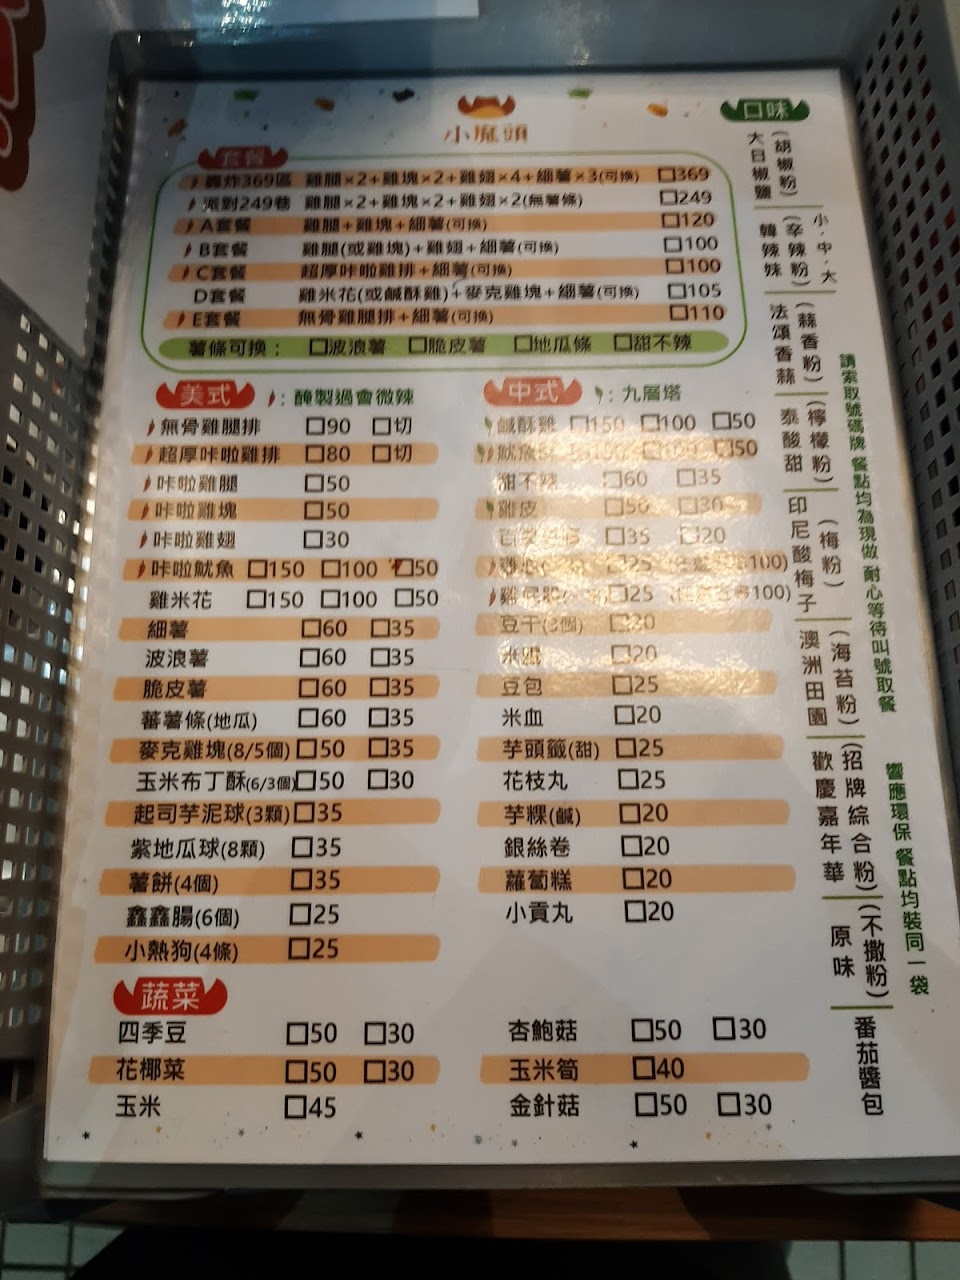 小魔頭
套餐
轟炸369區 雞腿×2+雞塊×2+雞翅×4+細薯×3(可換) □369
派對249巷 雞腿×2+雞塊×2+雞翅×2(無薯條) □249
A套餐 雞腿+雞塊+細薯(可換) □120
B套餐 雞腿(或雞塊)+雞翅+細薯(可換) □100
C套餐 超厚咔啦雞排+細薯(可換) □100
D套餐 雞米花(或鹹酥雞)+麥克雞塊+細薯(可換) □105
E套餐 無骨雞腿排+細薯(可換) □110
薯條可換： □波浪薯 □脆皮薯 □地瓜條 □甜不辣
美式 ：醃製過會微辣
無骨雞腿排 □90 □切
超厚咔啦雞排 □80 □切
咔啦雞腿 □50
咔啦雞塊 □50
咔啦雞翅 □30
咔啦魷魚 □150 □100 □50
雞米花 □150 □100 □50
細薯 □60 □35
波浪薯 □60 □35
脆皮薯 □60 □35
蕃薯條(地瓜) □60 □35
麥克雞塊(8/5個) □50 □35
玉米布丁酥(6/3個) □50 □30
起司芋泥球(3顆) □35
紫地瓜球(8顆) □35
薯餅(4個) □35
鑫鑫腸(6個) □25
小熱狗(4條) □25
中式 ：九層塔
鹹酥雞 □150 □100 □50
魷魚 □150 □100 □50
甜不辣 □60 □35
雞皮 □50 □30
□35 □20
□25 100)
□25 100)
豆干(3個) □20
□20
豆包 □25
米血 □20
芋頭籤(甜) □25
花枝丸 □25
芋粿(鹹) □20
銀絲卷 □20
蘿蔔糕 □20
小貢丸 □20
蔬菜
四季豆 □50 □30
花椰菜 □50 □30
玉米 □45
杏鮑菇 □50 □30
玉米筍 □40
金針菇 □50 □30
口味
大日椒鹽 (胡椒粉)
韓辣妹 (辛辣粉) 小．中．大
法頌香蒜 (蒜香粉)
泰酸甜 (檸檬粉)
印尼酸梅子 (梅粉)
澳洲田園 (海苔粉)
歡慶嘉年華 (招牌綜合粉)
原味 (不撒粉)
番茄醬包
請索取號碼牌 餐點均為現做 耐心等待叫號取餐
響應環保 餐點均裝同一袋